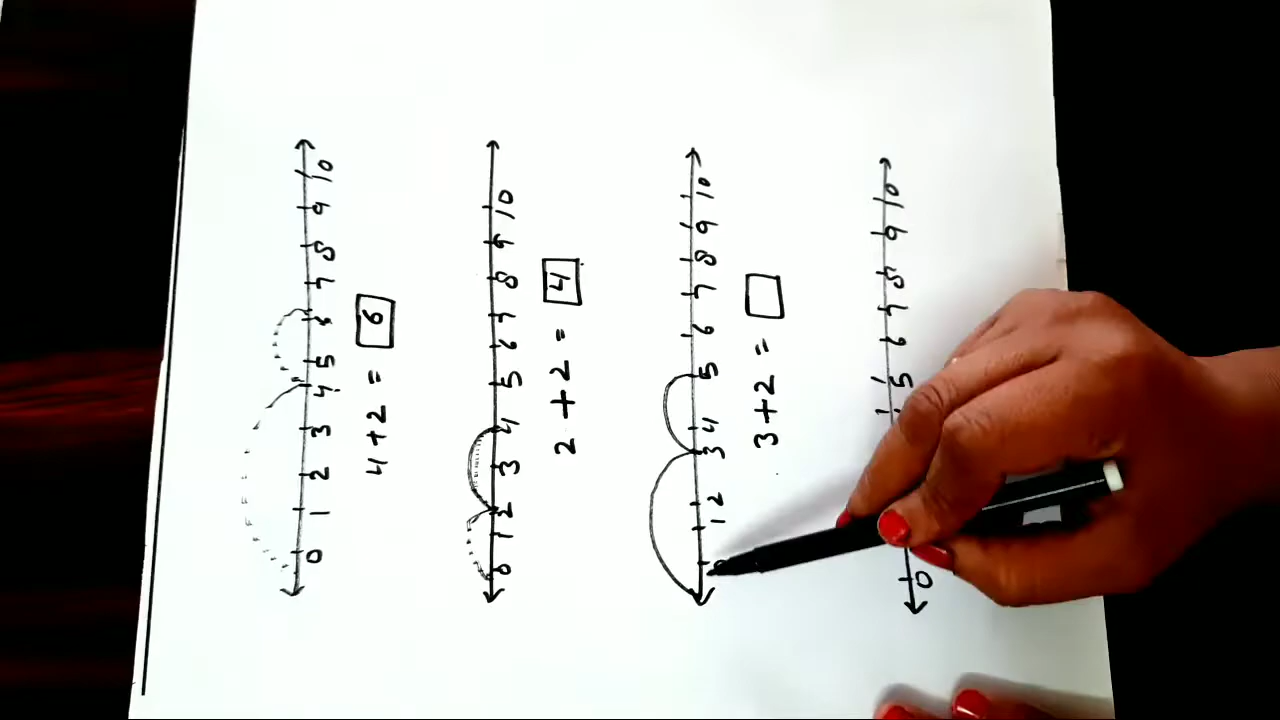 0 1 2 3 4 5 6 7 8 9 10
4 + 2 = 6
0 1 2 3 4 5 6 7 8 9 10
2 + 2 = 4
1 2 3 4 5 6 7 8 9 10
3 + 2 =
0 5 6 7 8 9 10